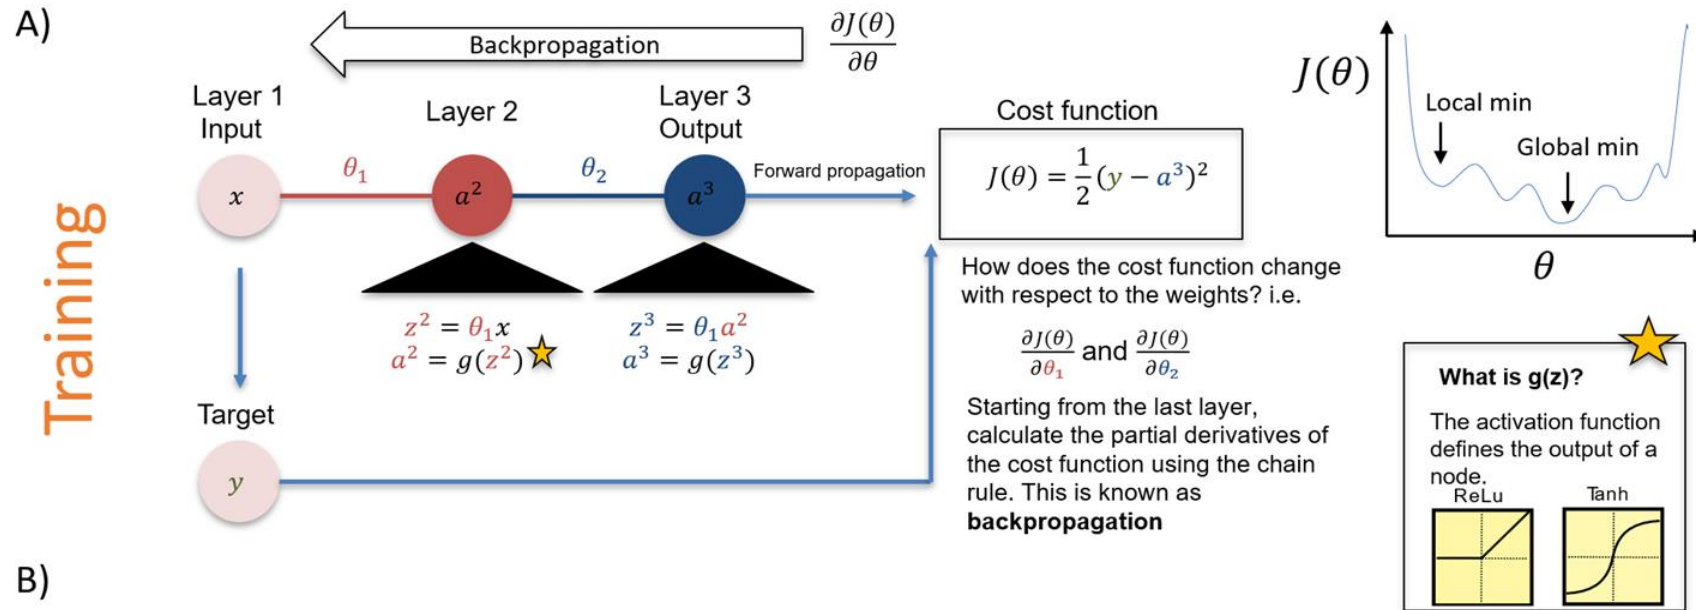 A)
Backpropagation
∂J(θ)/∂θ
Layer 1
Input
Layer 2
Layer 3
Output
x
θ₁
a²
θ₂
a³
Forward propagation
z² = θ₁x
a² = g(z²)
z³ = θ₁a²
a³ = g(z³)
Training
Target
y
Cost function
J(θ) = 1/2(y − a³)²
How does the cost function change
with respect to the weights? i.e.
∂J(θ)/∂θ₁ and ∂J(θ)/∂θ₂
Starting from the last layer,
calculate the partial derivatives of
the cost function using the chain
rule. This is known as
backpropagation
J(θ)
Local min
Global min
θ
What is g(z)?
The activation function
defines the output of a
node.
ReLu
Tanh
B)